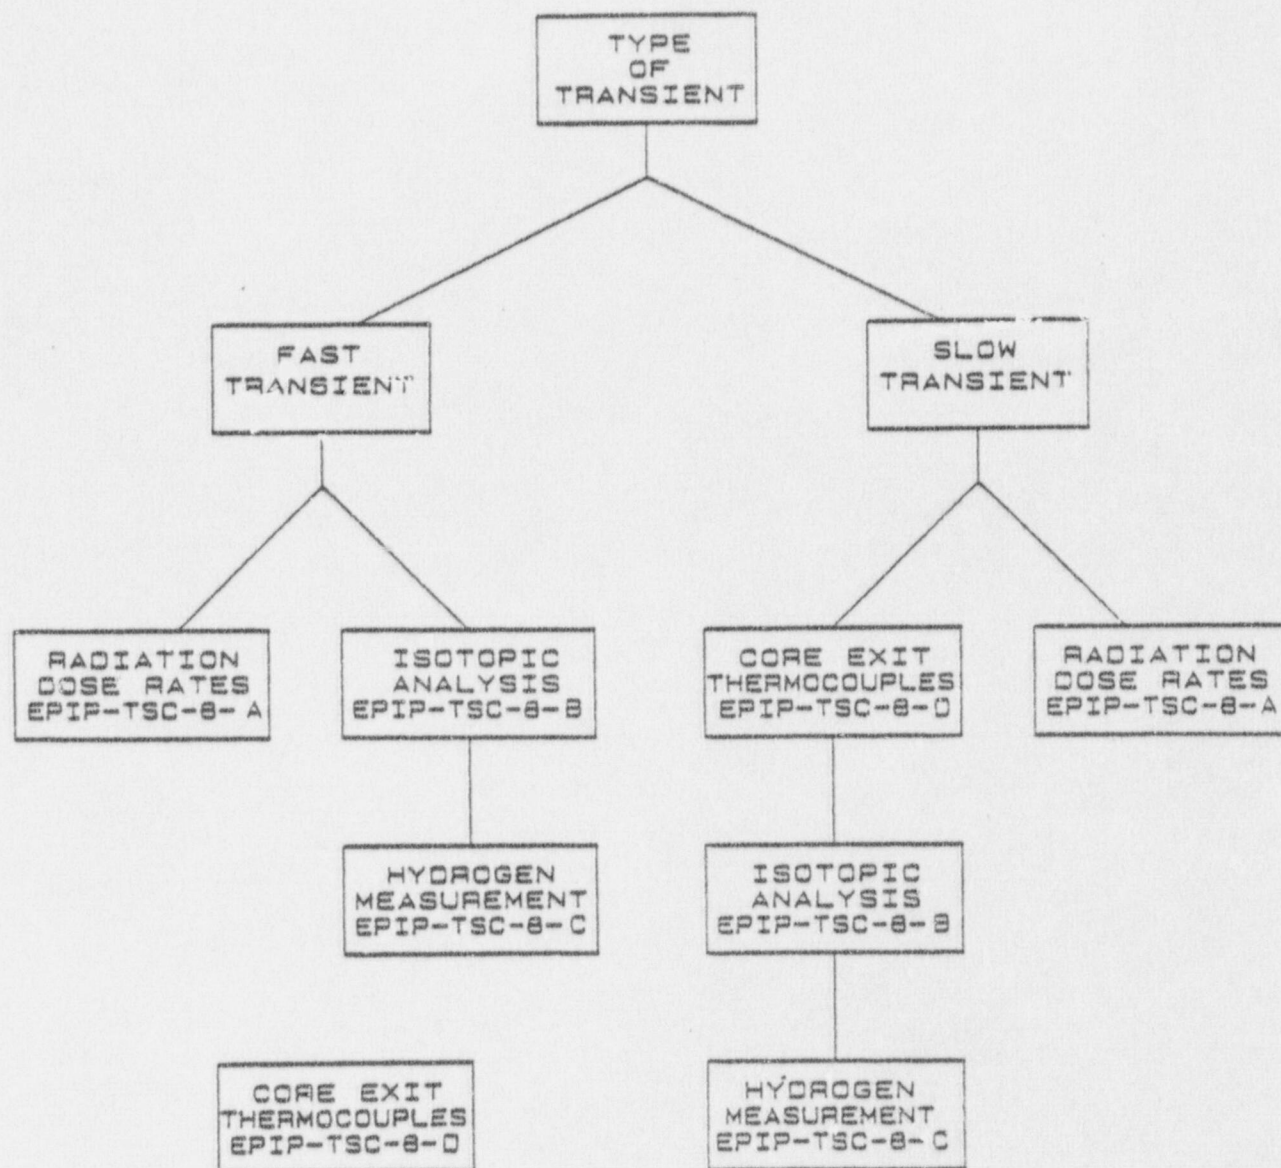 TYPE
OF
TRANSIENT
FAST
TRANSIENT
SLOW
TRANSIENT
RADIATION
DOSE RATES
EPIP-TSC-8-A
ISOTOPIC
ANALYSIS
EPIP-TSC-8-B
CORE EXIT
THERMOCOUPLES
EPIP-TSC-8-D
RADIATION
DOSE RATES
EPIP-TSC-8-A
HYDROGEN
MEASUREMENT
EPIP-TSC-8-C
ISOTOPIC
ANALYSIS
EPIP-TSC-8-B
CORE EXIT
THERMOCOUPLES
EPIP-TSC-8-D
HYDROGEN
MEASUREMENT
EPIP-TSC-8-C